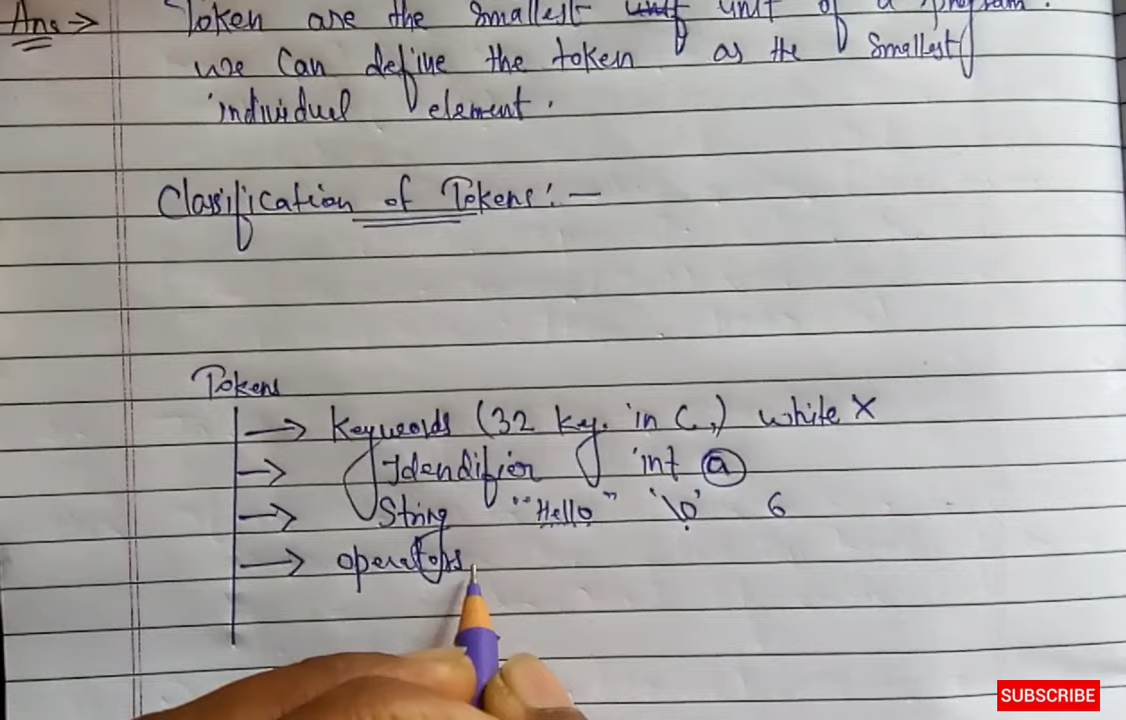 Ans → Token are the smallest unit of a program.
we can define the token as the smallest
individual element.
Classification of Tokens :-
Tokens
→ Keywords (32 key. in C,) while X
→ Idendifier int a
→ String "Hello" '\0' 6
→ operators
SUBSCRIBE